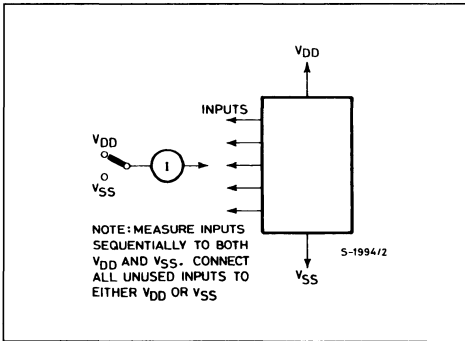 VDD
INPUTS
VDD
I
VSS
NOTE: MEASURE INPUTS
SEQUENTIALLY TO BOTH
VDD AND VSS. CONNECT
ALL UNUSED INPUTS TO
EITHER VDD OR VSS
S-1994/2
VSS